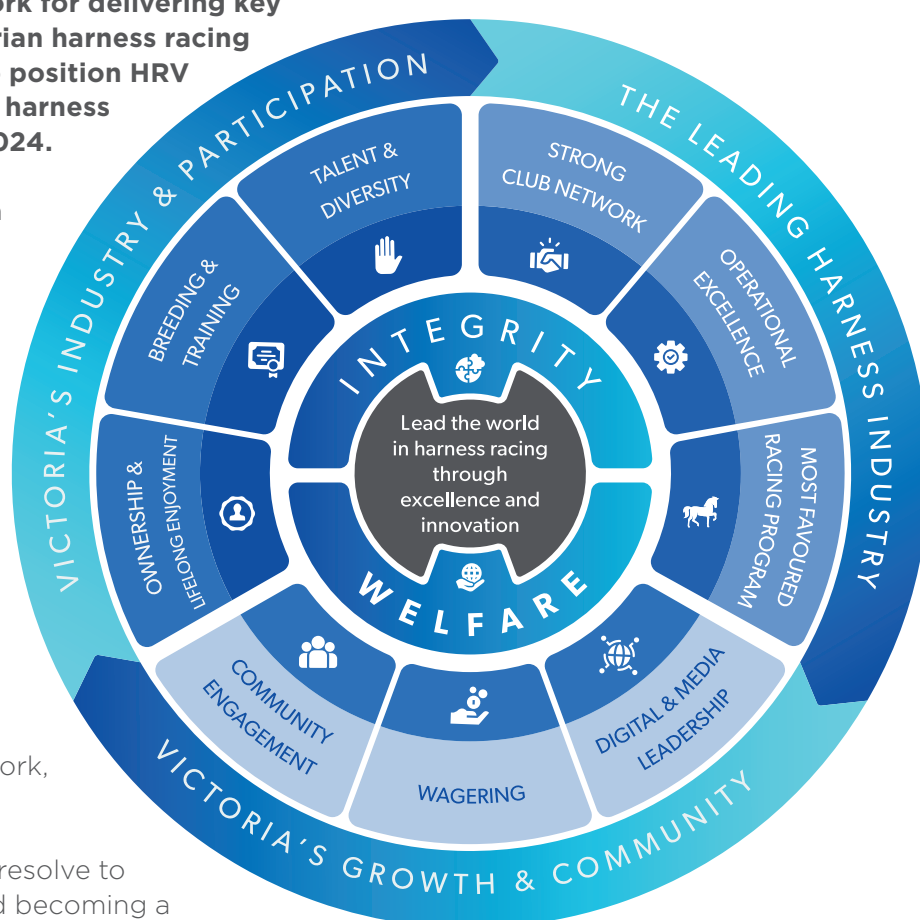 ork for delivering key
rian harness racing
position HRV
harness
024.
ork,
resolve to
d becoming a
VICTORIA'S INDUSTRY & PARTICIPATION
THE LEADING HARNESS INDUSTRY
VICTORIA'S GROWTH & COMMUNITY
TALENT &
DIVERSITY
STRONG
CLUB NETWORK
OPERATIONAL
EXCELLENCE
MOST FAVOURED
RACING PROGRAM
DIGITAL & MEDIA
LEADERSHIP
WAGERING
COMMUNITY
ENGAGEMENT
OWNERSHIP &
LIFELONG ENJOYMENT
BREEDING &
TRAINING
INTEGRITY
Lead the world
in harness racing
through
excellence and
innovation
WELFARE